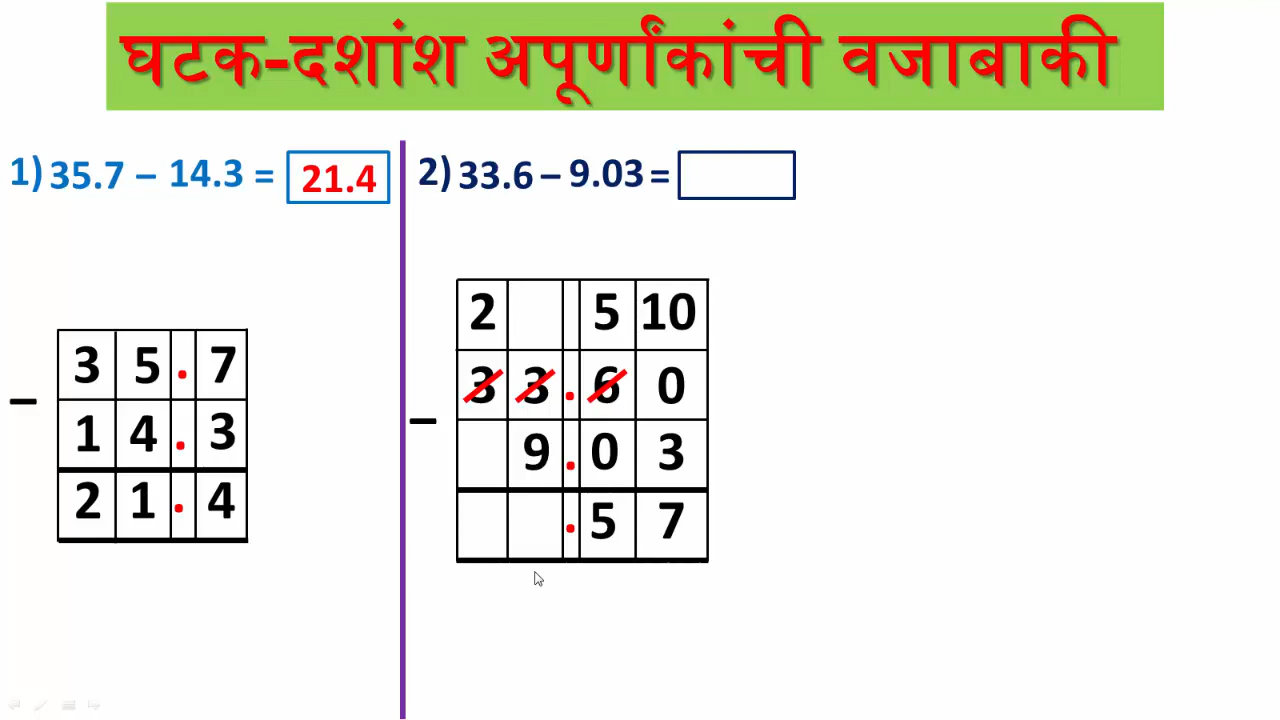 घटक-दशांश अपूर्णांकांची वजाबाकी
1) 35.7 – 14.3 = 21.4
2) 33.6 – 9.03 =
3 5 . 7
–
1 4 . 3
2 1 . 4
2 5 10
3 3 . 6 0
–
9 . 0 3
. 5 7